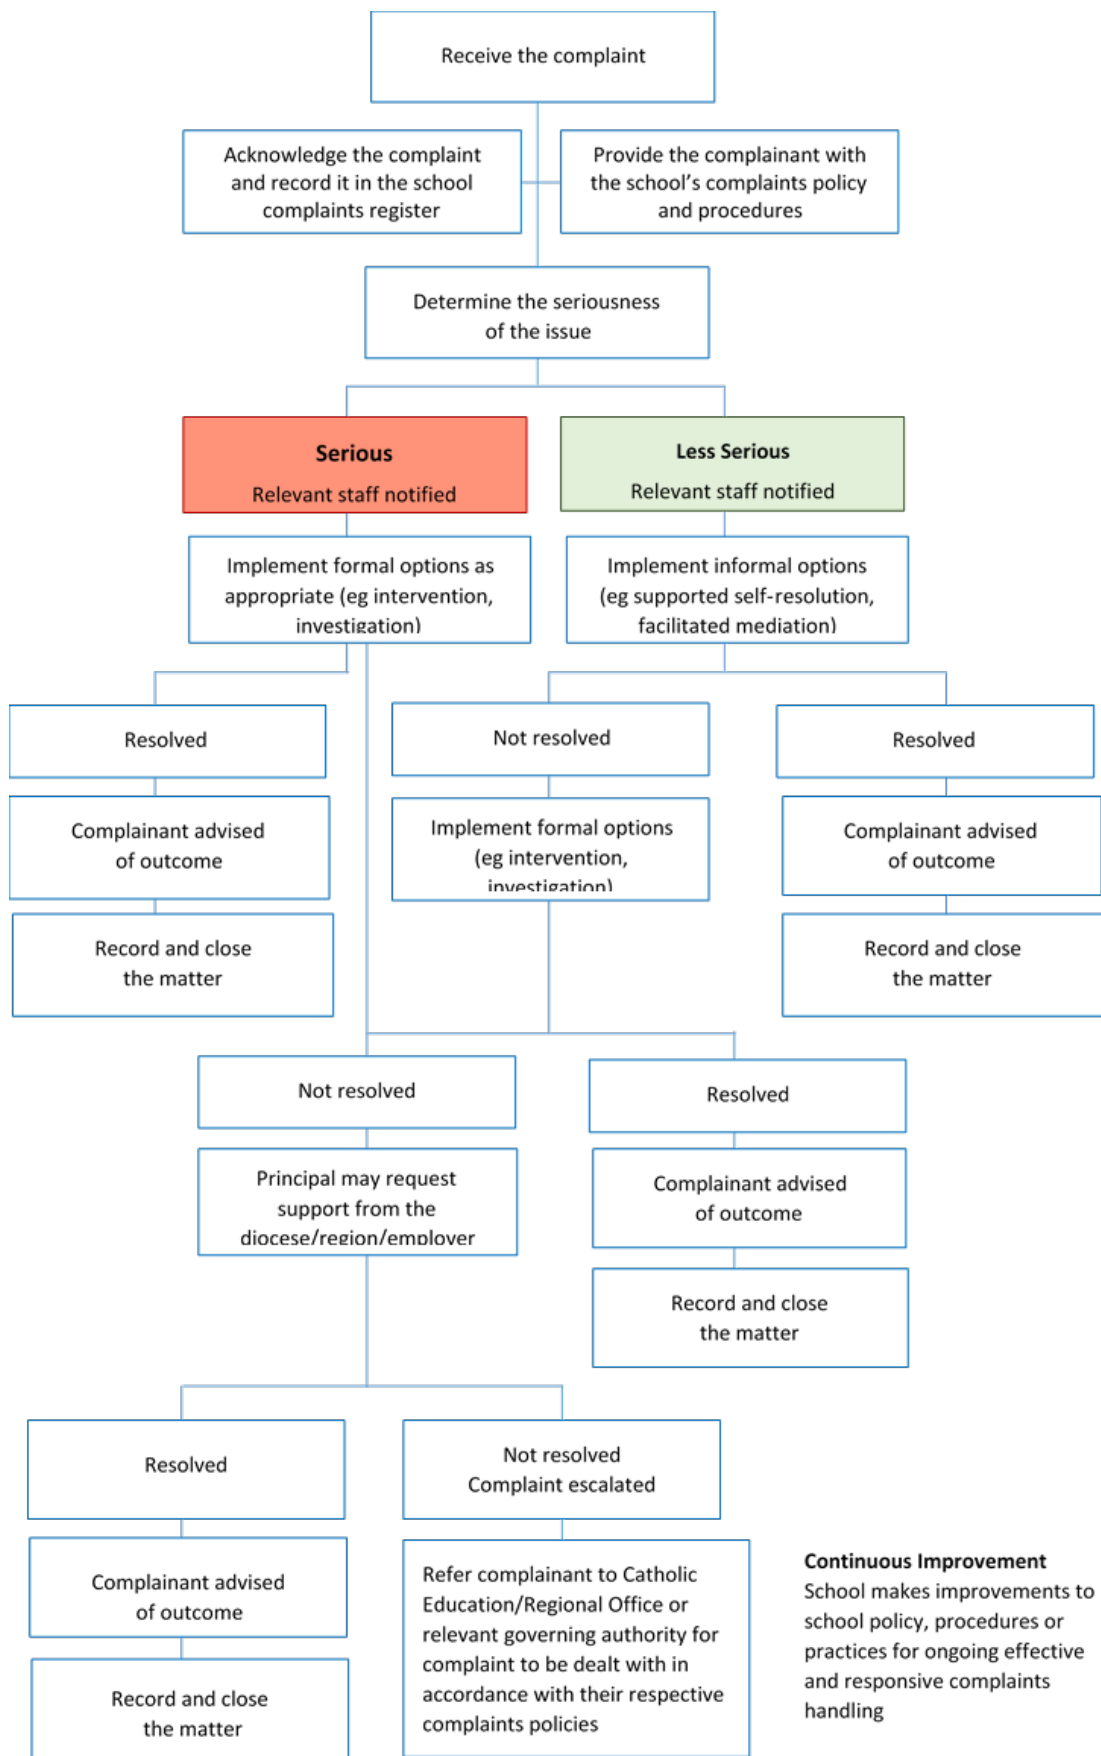 Receive the complaint
Acknowledge the complaint
and record it in the school
complaints register
Provide the complainant with
the school's complaints policy
and procedures
Determine the seriousness
of the issue
Serious
Relevant staff notified
Less Serious
Relevant staff notified
Implement formal options as
appropriate (eg intervention,
investigation)
Implement informal options
(eg supported self-resolution,
facilitated mediation)
Resolved
Not resolved
Resolved
Complainant advised
of outcome
Implement formal options
(eg intervention,
investigation)
Complainant advised
of outcome
Record and close
the matter
Record and close
the matter
Not resolved
Resolved
Principal may request
support from the
diocese/region/employer
Complainant advised
of outcome
Record and close
the matter
Resolved
Not resolved
Complaint escalated
Complainant advised
of outcome
Refer complainant to Catholic
Education/Regional Office or
relevant governing authority for
complaint to be dealt with in
accordance with their respective
complaints policies
Record and close
the matter
Continuous Improvement
School makes improvements to
school policy, procedures or
practices for ongoing effective
and responsive complaints
handling